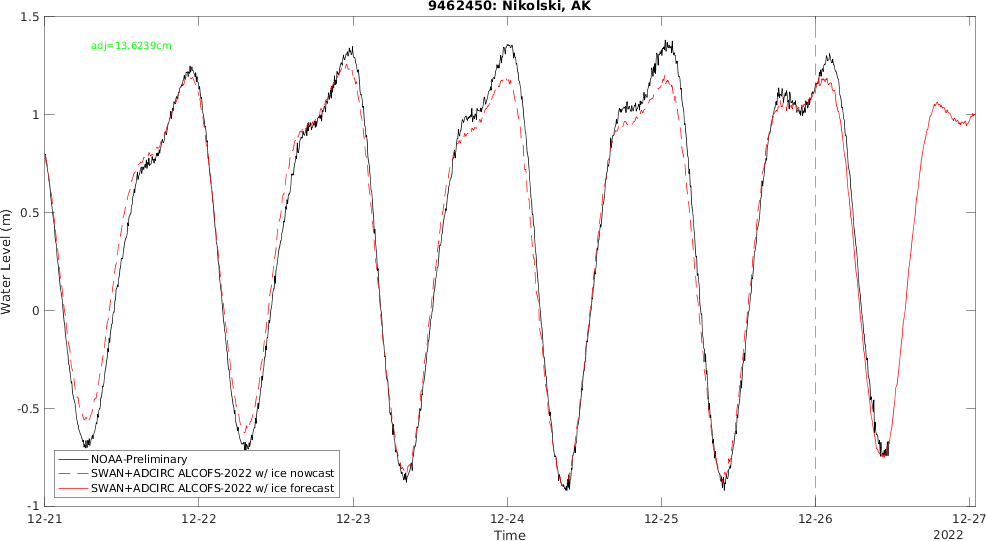 9462450: Nikolski, AK
adj=13.6239cm
1.5
1
0.5
0
-0.5
-1
Water Level (m)
NOAA-Preliminary
SWAN+ADCIRC ALCOFS-2022 w/ ice nowcast
SWAN+ADCIRC ALCOFS-2022 w/ ice forecast
12-21 12-22 12-23 12-24 12-25 12-26 12-27
Time
2022